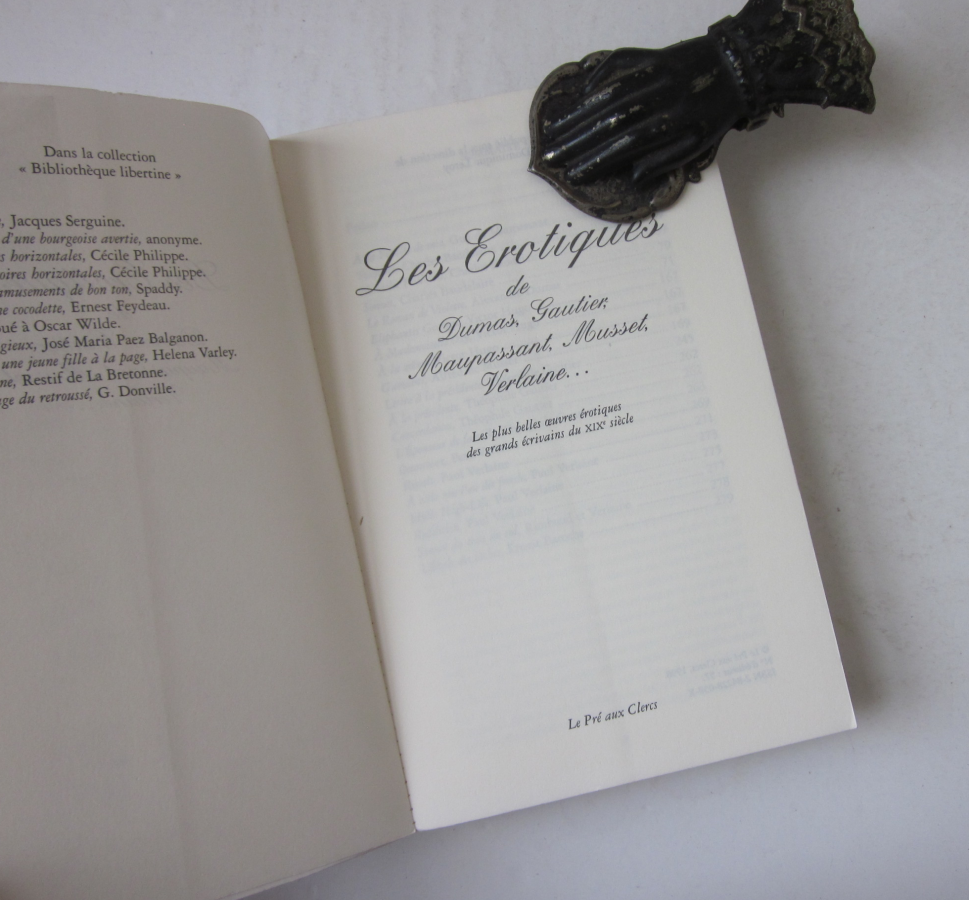 Dans la collection
« Bibliothèque libertine »
, Jacques Serguine.
d'une bourgeoise avertie, anonyme.
s horizontales, Cécile Philippe.
oires horizontales, Cécile Philippe.
musements de bon ton, Spaddy.
ne cocodette, Ernest Feydeau.
ué à Oscar Wilde.
gieux, José Maria Paez Balganon.
une jeune fille à la page, Helena Varley.
ne, Restif de La Bretonne.
ge du retroussé, G. Donville.
Les Erotiques
de
Dumas, Gautier,
Maupassant, Musset,
Verlaine...
Les plus belles œuvres érotiques
des grands écrivains du XIXe siècle
Le Pré aux Clercs